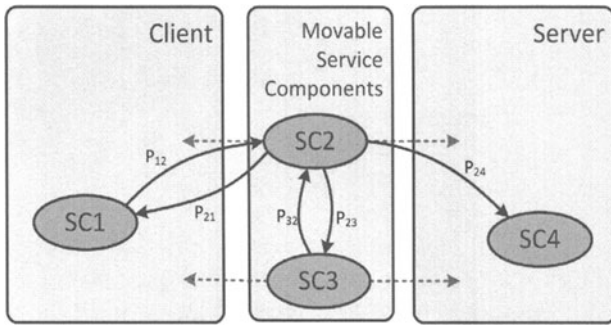 Client
Movable
Service
Components
Server
SC2
P12
P24
SC1
P21
P32
P23
SC4
SC3